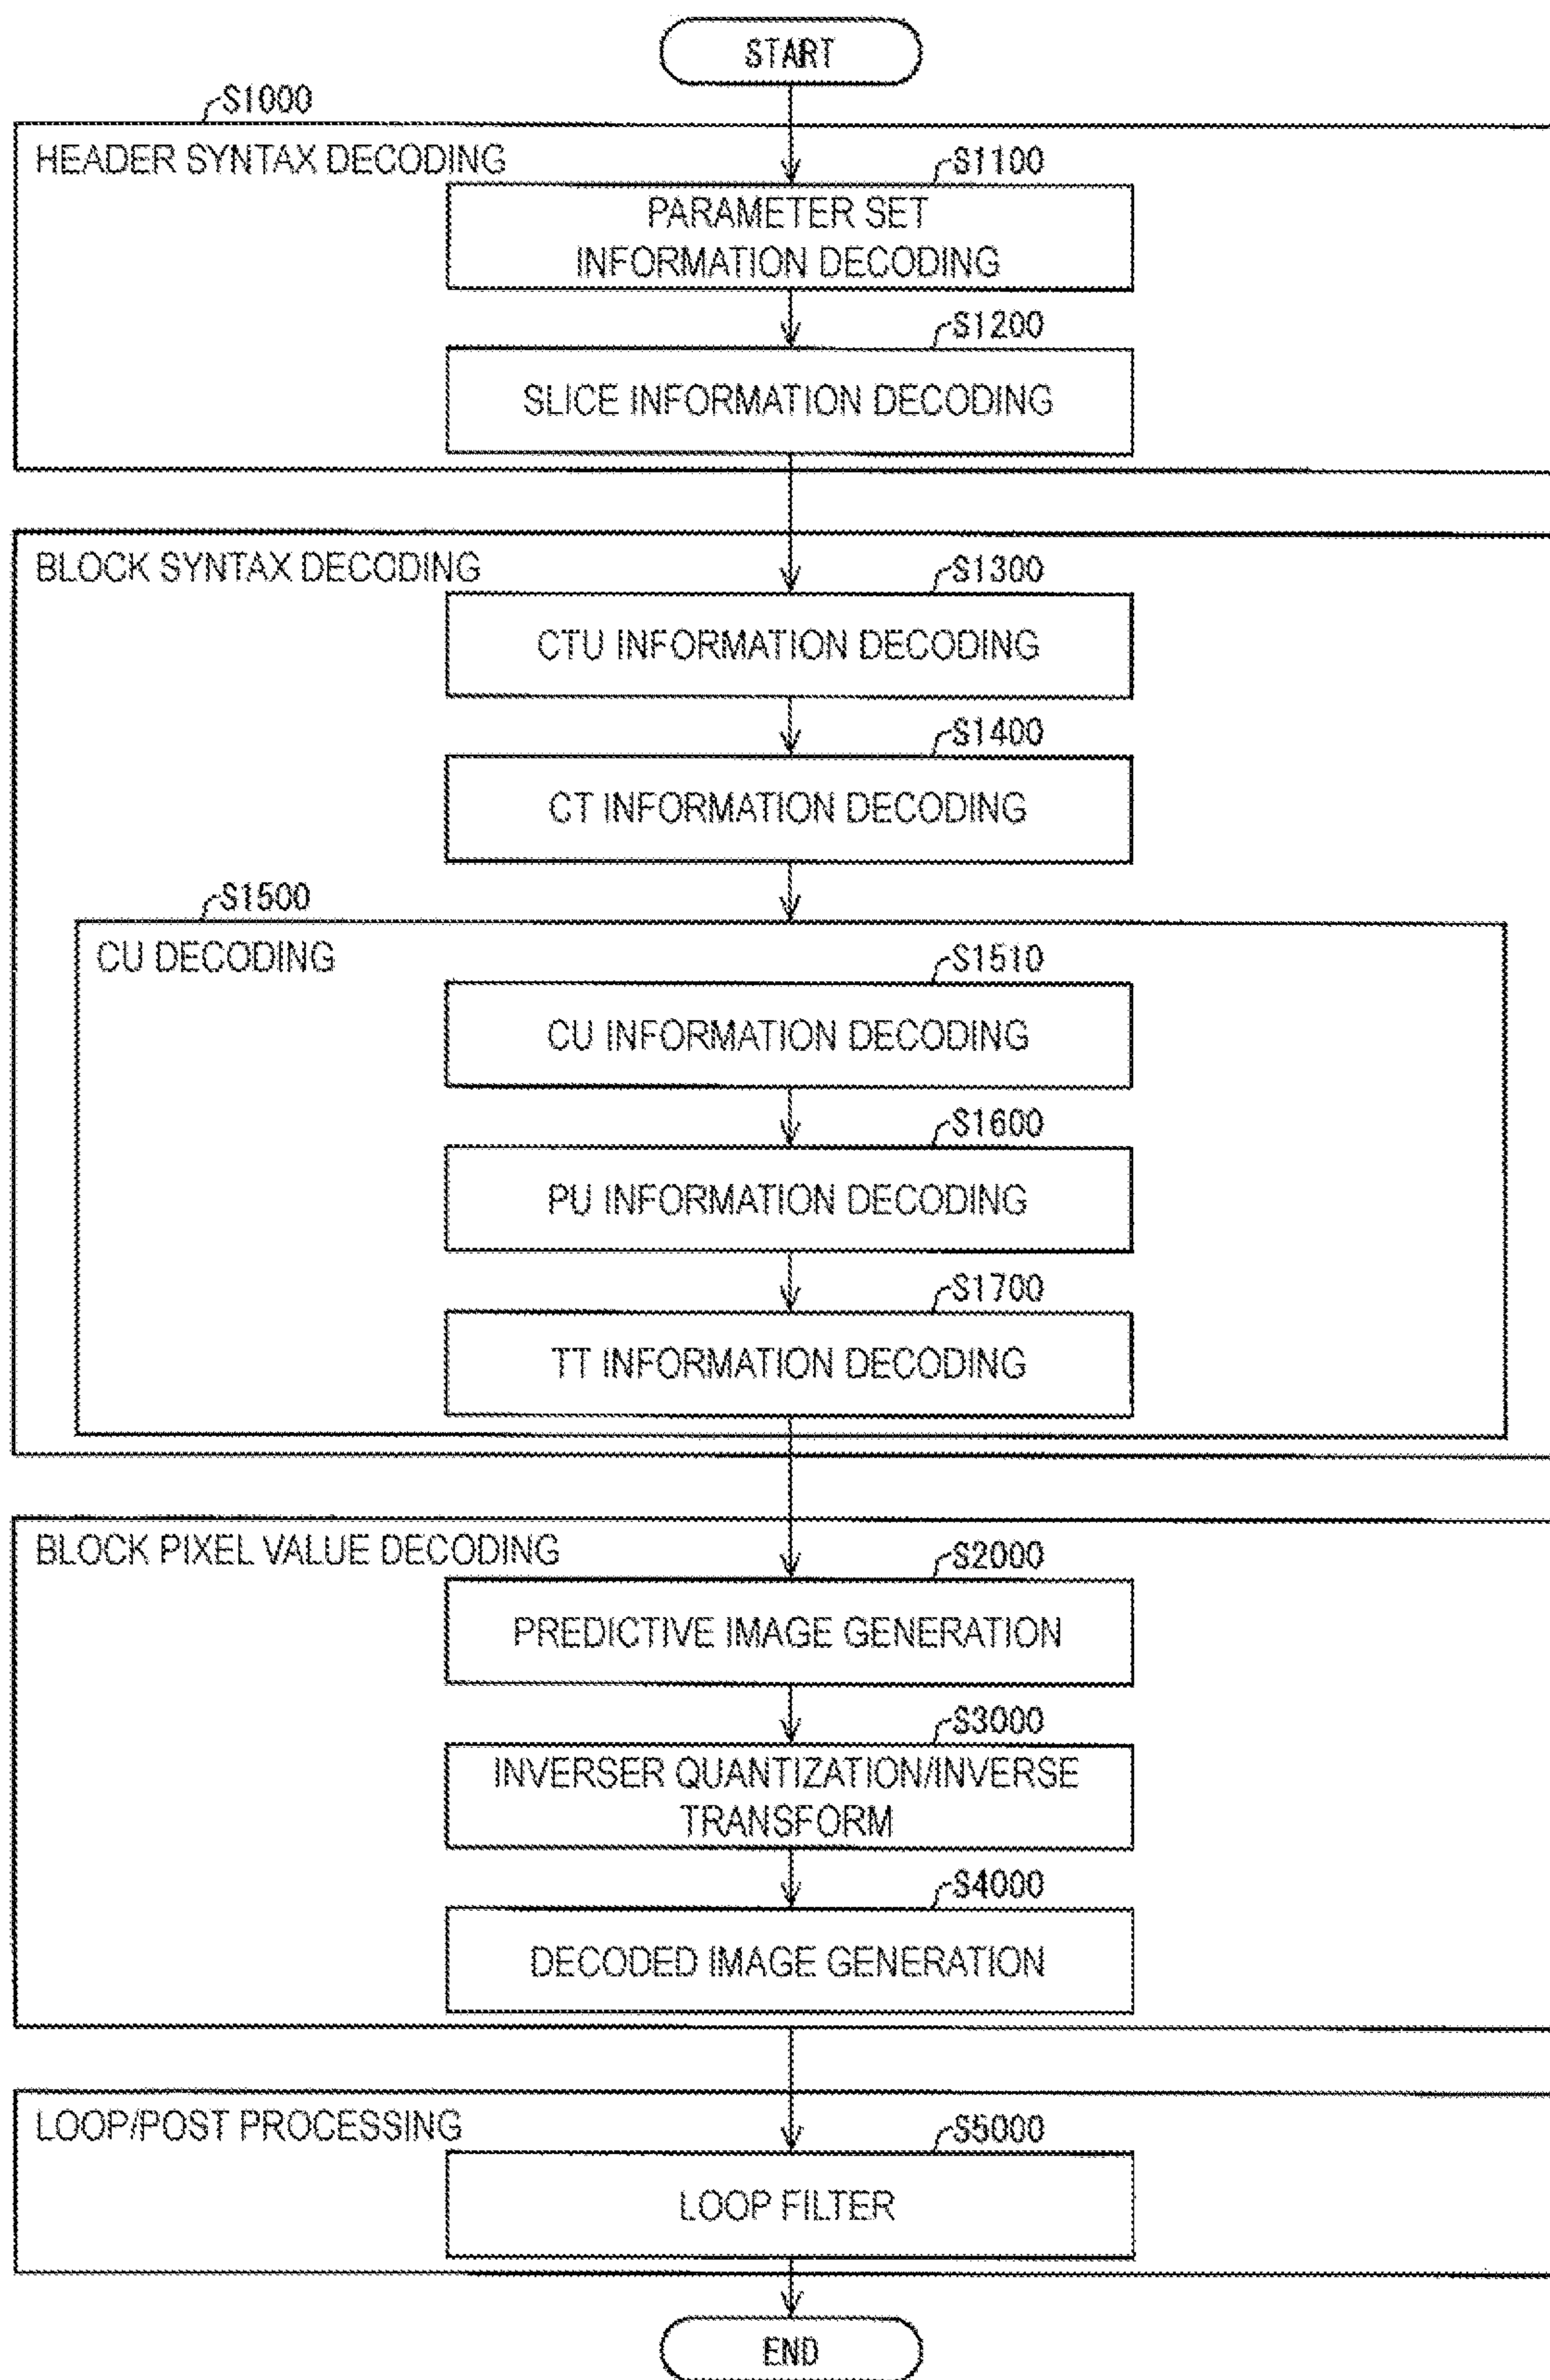 START
S1000
HEADER SYNTAX DECODING
S1100
PARAMETER SET
INFORMATION DECODING
S1200
SLICE INFORMATION DECODING
BLOCK SYNTAX DECODING
S1300
CTU INFORMATION DECODING
S1400
CT INFORMATION DECODING
S1500
CU DECODING
S1510
CU INFORMATION DECODING
S1600
PU INFORMATION DECODING
S1700
TT INFORMATION DECODING
BLOCK PIXEL VALUE DECODING
S2000
PREDICTIVE IMAGE GENERATION
S3000
INVERSER QUANTIZATION/INVERSE
TRANSFORM
S4000
DECODED IMAGE GENERATION
LOOP/POST PROCESSING
S5000
LOOP FILTER
END